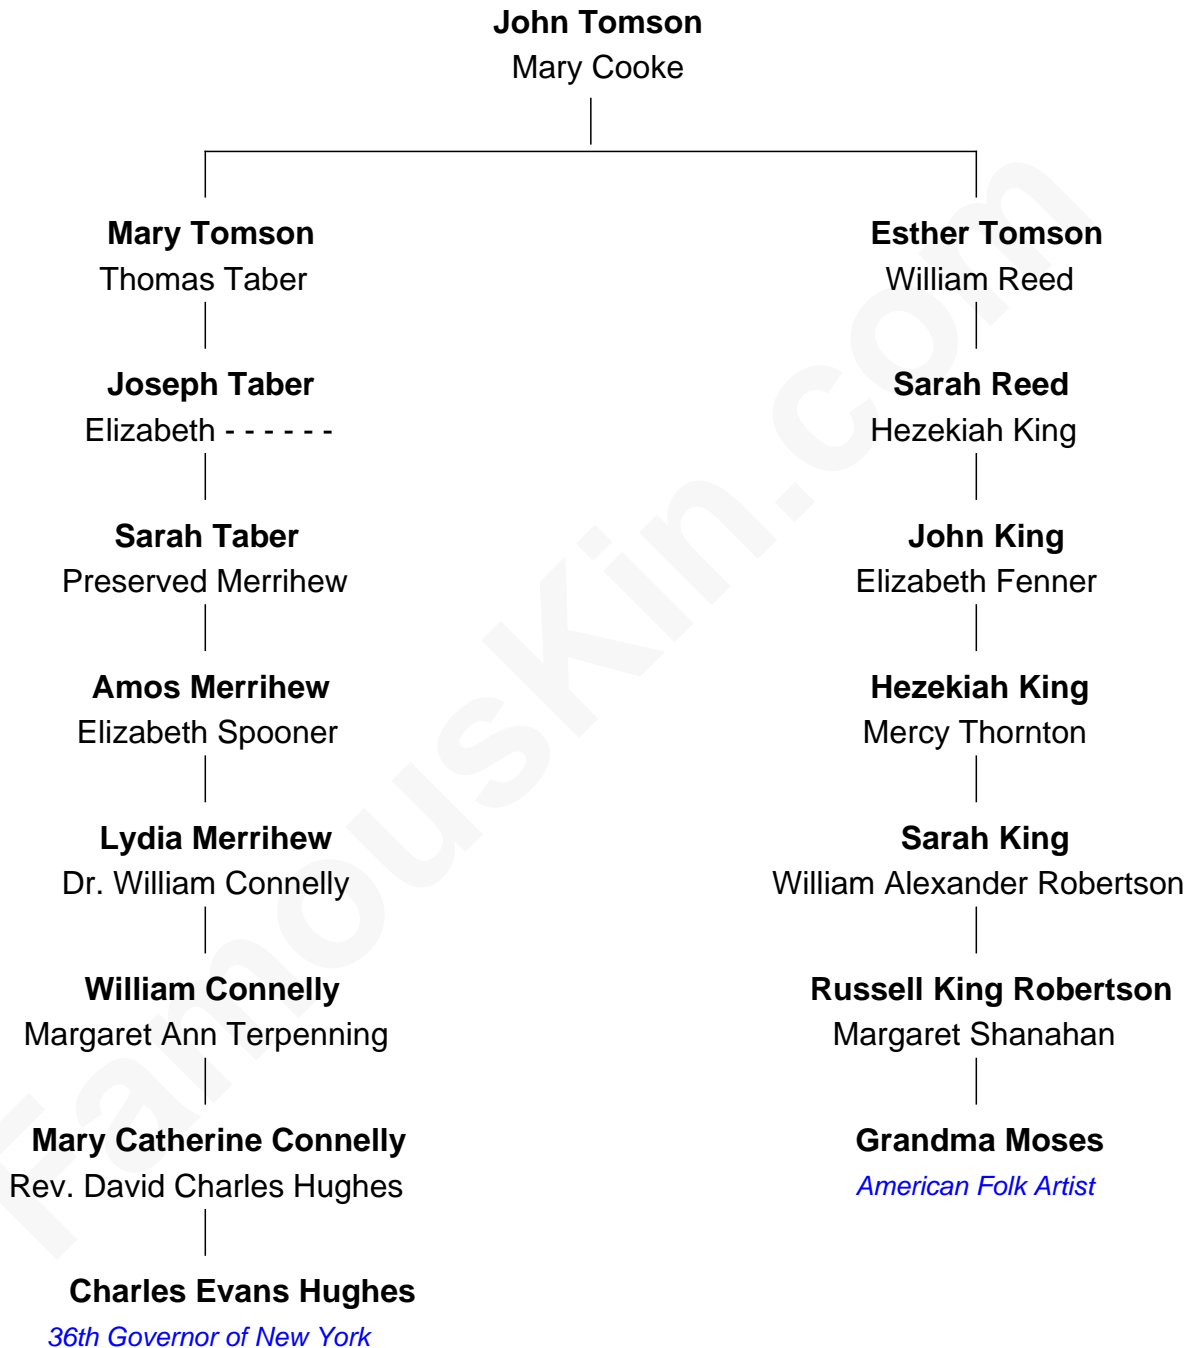 John Tomson
Mary Cooke
Mary Tomson
Thomas Taber
Joseph Taber
Elizabeth - - - - - -
Sarah Taber
Preserved Merrihew
Amos Merrihew
Elizabeth Spooner
Lydia Merrihew
Dr. William Connelly
William Connelly
Margaret Ann Terpenning
Mary Catherine Connelly
Rev. David Charles Hughes
Charles Evans Hughes
36th Governor of New York
Esther Tomson
William Reed
Sarah Reed
Hezekiah King
John King
Elizabeth Fenner
Hezekiah King
Mercy Thornton
Sarah King
William Alexander Robertson
Russell King Robertson
Margaret Shanahan
Grandma Moses
American Folk Artist
FamousKin.com